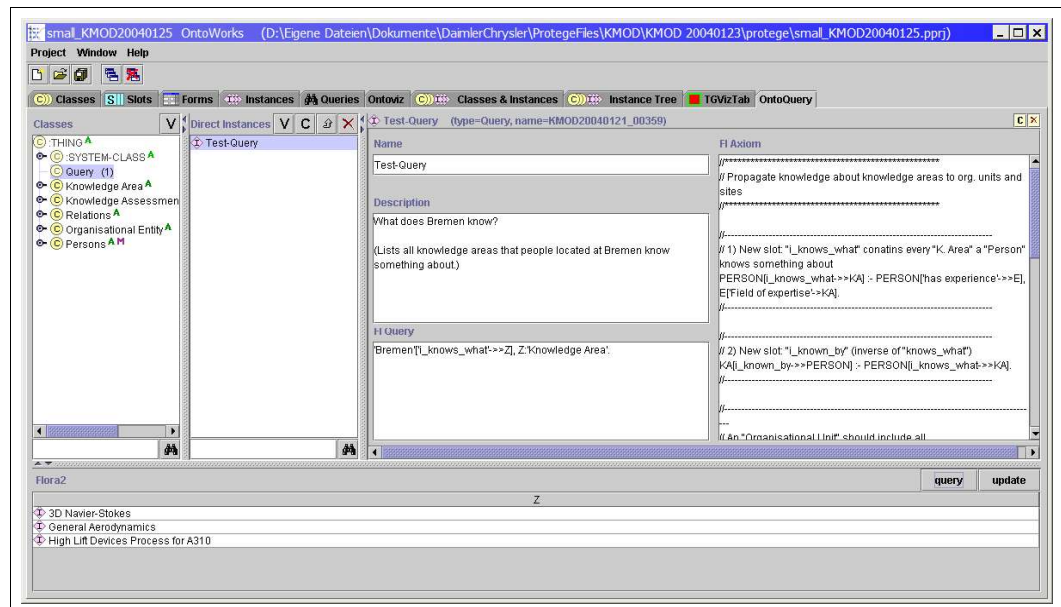 small_KMOD20040125 OntoWorks (D:\Eigene Dateien\Dokumente\DaimlerChrysler\ProtegeFiles\KMOD\KMOD 20040123\protege\small_KMOD20040125.pprj)
Project Window Help
Classes Slots Forms Instances Queries Ontoviz Classes & Instances Instance Tree TGVizTab OntoQuery
Classes V
:THING A
:SYSTEM-CLASS A
Query (1)
Knowledge Area A
Knowledge Assessmen
Relations A
Organisational Entity A
Persons A M
Direct Instances V C
Test-Query
Test-Query (type=Query, name=KMOD20040121_00359)
Name
Test-Query
Description
What does Bremen know?
(Lists all knowledge areas that people located at Bremen know
something about.)
Fl Query
'Bremen'['i_knows_what'->>Z], Z:'Knowledge Area'.
Fl Axiom
//***************************************************
// Propagate knowledge about knowledge areas to org. units and
sites
//***************************************************
//--------------------------------------------------------------------------------
// 1) New slot: "i_knows_what" conatins every "K. Area" a "Person"
knows something about
PERSON[i_knows_what->>KA] :- PERSON['has experience'->>E],
E['Field of expertise'->KA].
//--------------------------------------------------------------------------------
//--------------------------------------------------------------------------------
// 2) New slot: "i_known_by" (inverse of "knows_what")
KA[i_known_by->>PERSON] :- PERSON[i_knows_what->>KA].
//--------------------------------------------------------------------------------
//------------------------------------------------------------------------------------------
---
// An "Organisational Unit" should include all
Flora2 query update
Z
3D Navier-Stokes
General Aerodynamics
High Lift Devices Process for A310